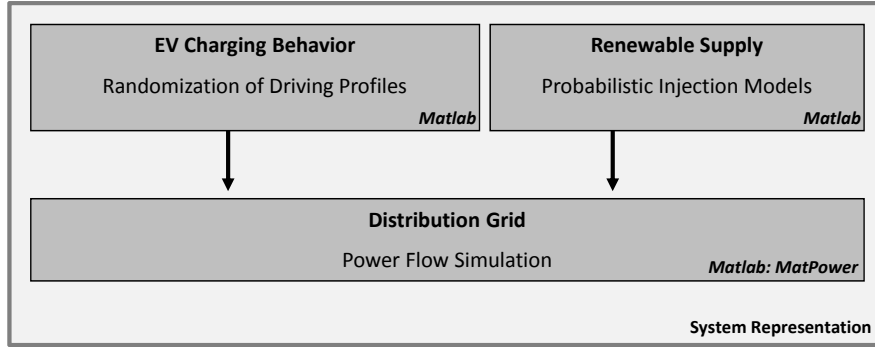 EV Charging Behavior
Randomization of Driving Profiles
Matlab
Renewable Supply
Probabilistic Injection Models
Matlab
Distribution Grid
Power Flow Simulation
Matlab: MatPower
System Representation